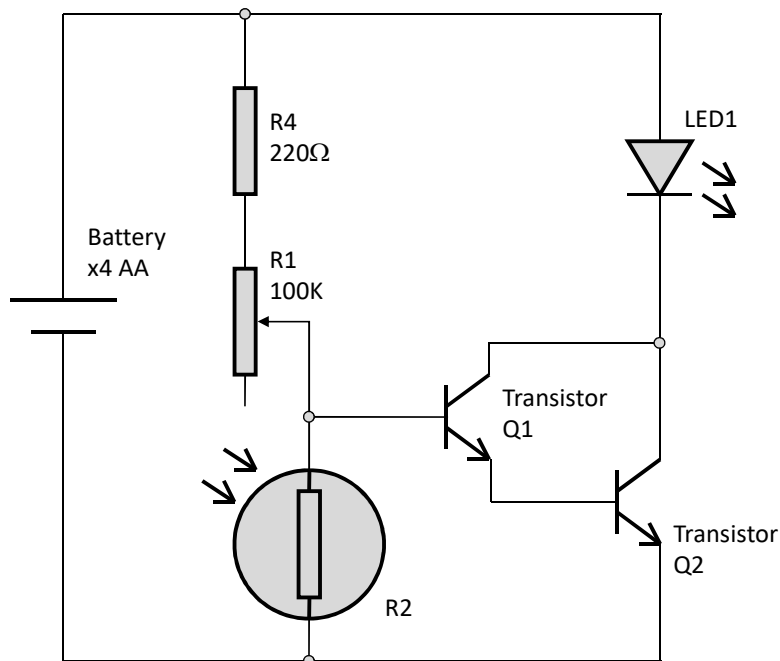 R4
220Ω
LED1
Battery
x4 AA
R1
100K
Transistor
Q1
Transistor
Q2
R2